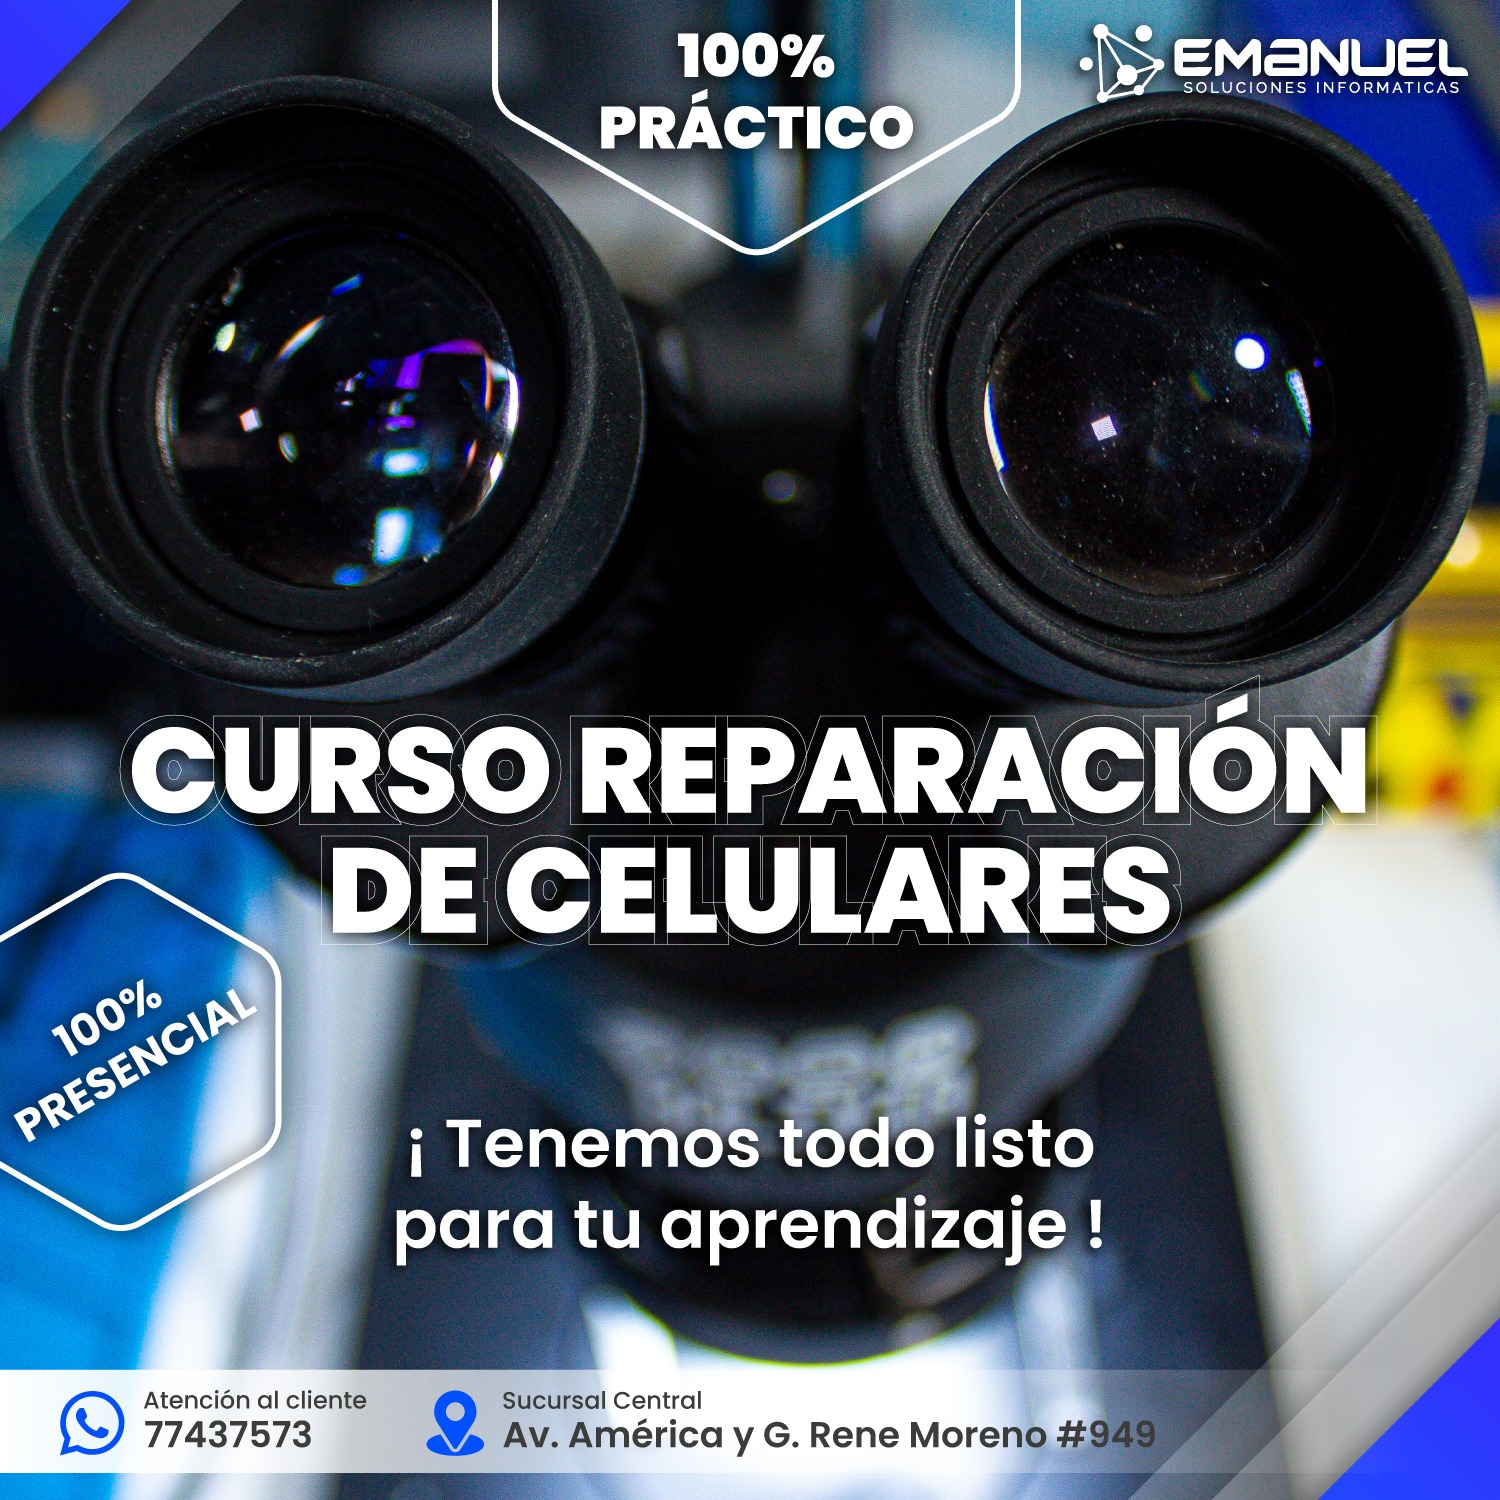 100%
PRÁCTICO
EMANUEL
SOLUCIONES INFORMATICAS
CURSO REPARACIÓN
DE CELULARES
100%
PRESENCIAL
¡ Tenemos todo listo
para tu aprendizaje !
Atención al cliente
77437573
Sucursal Central
Av. América y G. Rene Moreno #949